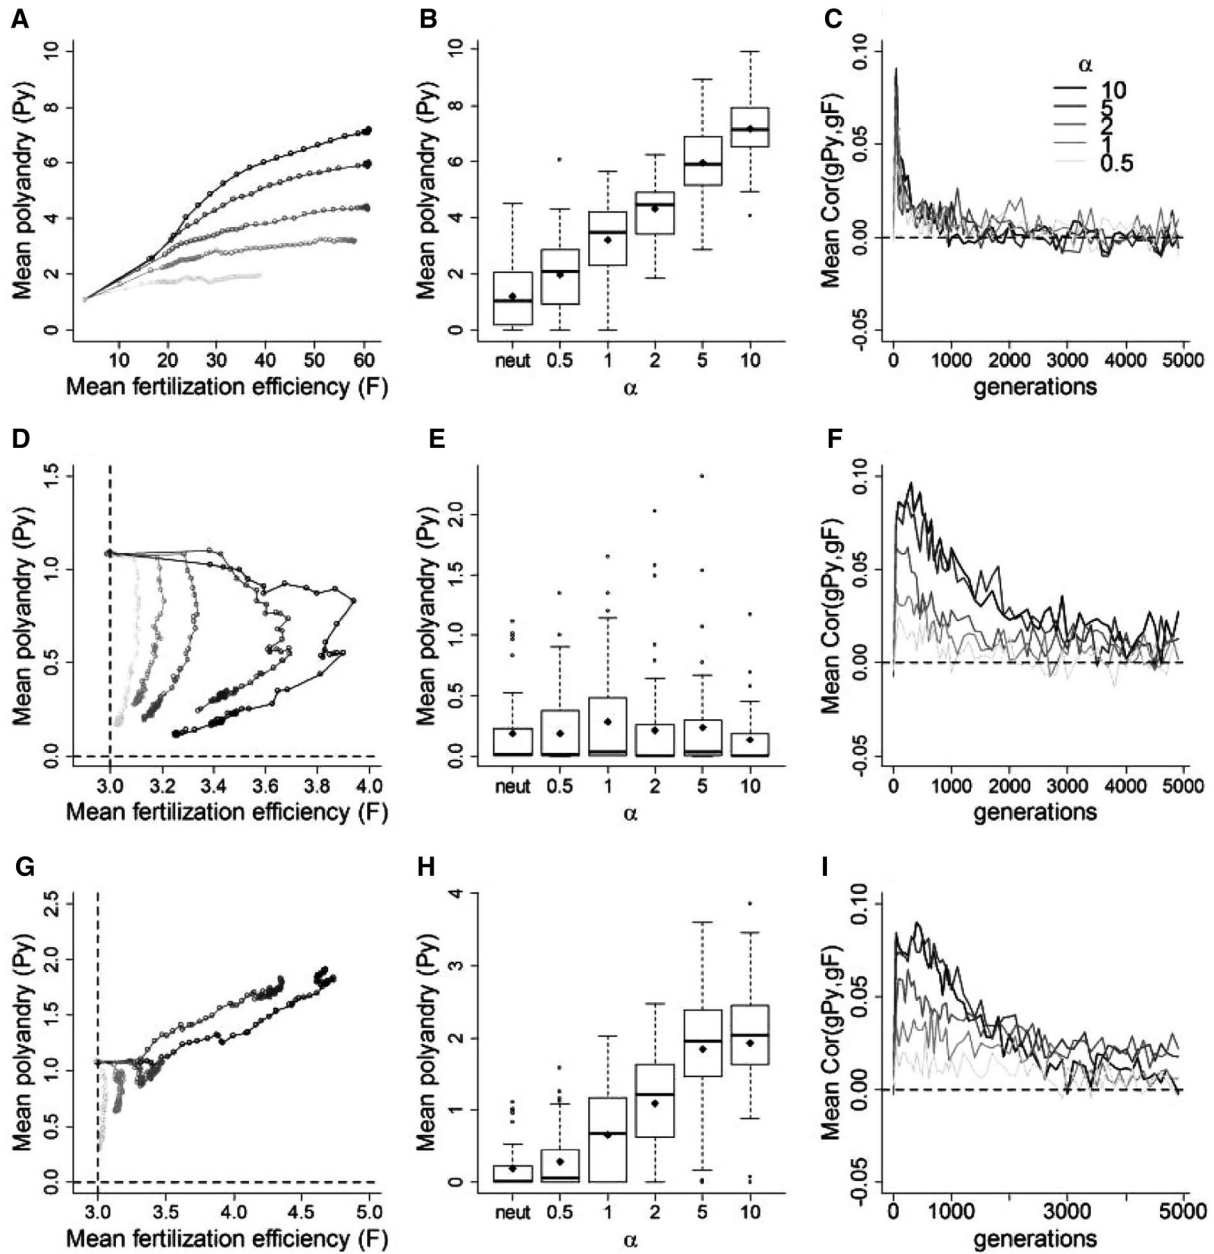 A
B
C
Mean polyandry (Py)
0 2 4 6 8 10
10 20 30 40 50 60
Mean fertilization efficiency (F)
Mean polyandry (Py)
0 2 4 6 8 10
neut 0.5 1 2 5 10
α
Mean Cor(gPy,gF)
-0.05 0.00 0.05 0.10
α
10
5
2
1
0.5
0 1000 2000 3000 4000 5000
generations
D
E
F
Mean polyandry (Py)
0.0 0.5 1.0 1.5
3.0 3.2 3.4 3.6 3.8 4.0
Mean fertilization efficiency (F)
Mean polyandry (Py)
0.0 0.5 1.0 1.5 2.0
neut 0.5 1 2 5 10
α
Mean Cor(gPy,gF)
-0.05 0.00 0.05 0.10
0 1000 2000 3000 4000 5000
generations
G
H
I
Mean polyandry (Py)
0.0 0.5 1.0 1.5 2.0 2.5
3.0 3.5 4.0 4.5 5.0
Mean fertilization efficiency (F)
Mean polyandry (Py)
0 1 2 3 4
neut 0.5 1 2 5 10
α
Mean Cor(gPy,gF)
-0.05 0.00 0.05 0.10
0 1000 2000 3000 4000 5000
generations